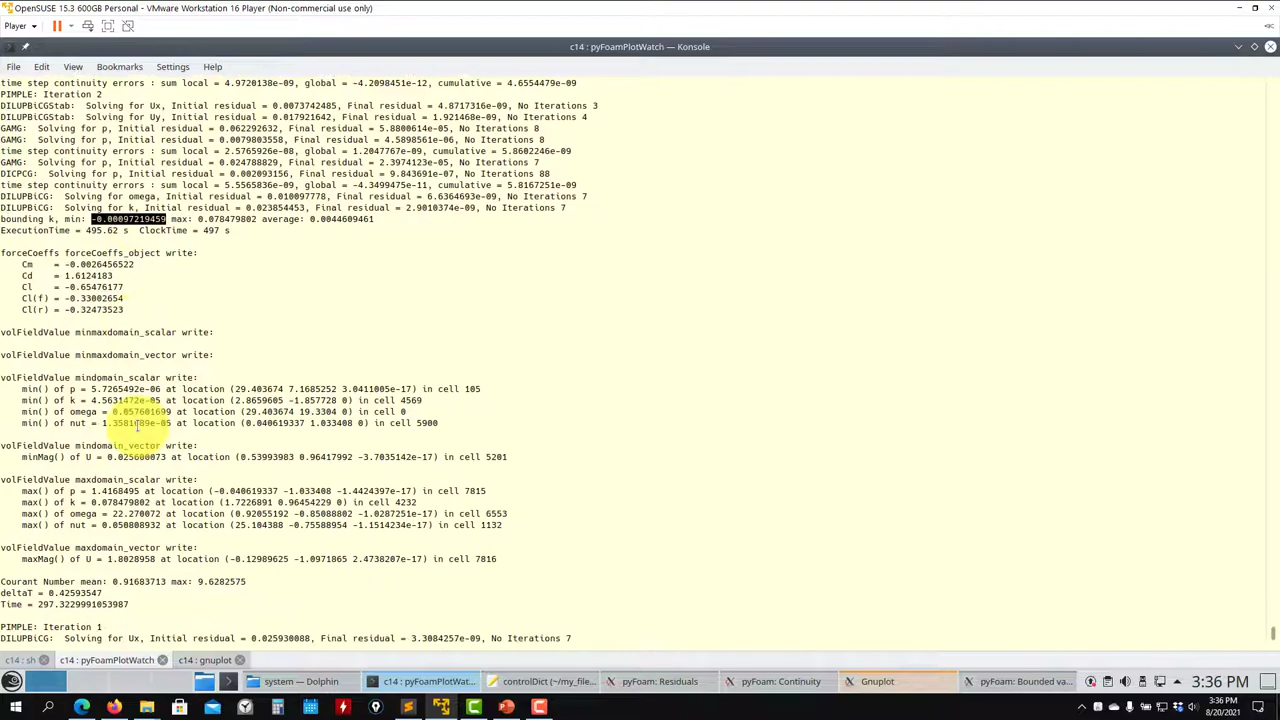 OpenSUSE 15.3 600GB Personal - VMware Workstation 16 Player (Non-commercial use only)
Player
c14 : pyFoamPlotWatch — Konsole
File Edit View Bookmarks Settings Help
time step continuity errors : sum local = 4.9720138e-09, global = -4.2098451e-12, cumulative = 4.6554479e-09
PIMPLE: Iteration 2
DILUPBiCGStab: Solving for Ux, Initial residual = 0.0073742485, Final residual = 4.8717316e-09, No Iterations 3
DILUPBiCGStab: Solving for Uy, Initial residual = 0.017921642, Final residual = 1.921468e-09, No Iterations 4
GAMG: Solving for p, Initial residual = 0.062292632, Final residual = 5.8800614e-05, No Iterations 8
GAMG: Solving for p, Initial residual = 0.0079803558, Final residual = 4.5898561e-06, No Iterations 8
time step continuity errors : sum local = 2.5765926e-08, global = 1.2047767e-09, cumulative = 5.8602246e-09
GAMG: Solving for p, Initial residual = 0.024788829, Final residual = 2.3974123e-05, No Iterations 7
DICPCG: Solving for p, Initial residual = 0.002093156, Final residual = 9.843691e-07, No Iterations 88
time step continuity errors : sum local = 5.5565836e-09, global = -4.3499475e-11, cumulative = 5.8167251e-09
DILUPBiCG: Solving for omega, Initial residual = 0.010097778, Final residual = 6.6364693e-09, No Iterations 7
DILUPBiCG: Solving for k, Initial residual = 0.023854453, Final residual = 2.9010374e-09, No Iterations 7
bounding k, min: -0.00097219459 max: 0.078479802 average: 0.0044609461
ExecutionTime = 495.62 s ClockTime = 497 s
forceCoeffs forceCoeffs_object write:
Cm = -0.0026456522
Cd = 1.6124183
Cl = -0.65476177
Cl(f) = -0.33002654
Cl(r) = -0.32473523
volFieldValue minmaxdomain_scalar write:
volFieldValue minmaxdomain_vector write:
volFieldValue mindomain_scalar write:
min() of p = 5.7265492e-06 at location (29.403674 7.1685252 3.0411005e-17) in cell 105
min() of k = 4.5631472e-05 at location (2.8659605 -1.857728 0) in cell 4569
min() of omega = 0.057601699 at location (29.403674 19.3304 0) in cell 0
min() of nut = at location (0.040619337 1.033408 0) in cell 5900
volFieldValue mindomain_vector write:
minMag() of U = 0.025600073 at location (0.53993983 0.96417992 -3.7035142e-17) in cell 5201
volFieldValue maxdomain_scalar write:
max() of p = 1.4168495 at location (-0.040619337 -1.033408 -1.4424397e-17) in cell 7815
max() of k = 0.078479802 at location (1.7226891 0.96454229 0) in cell 4232
max() of omega = 22.270072 at location (0.92055192 -0.85088802 -1.0287251e-17) in cell 6553
max() of nut = 0.050808932 at location (25.104388 -0.75588954 -1.1514234e-17) in cell 1132
volFieldValue maxdomain_vector write:
maxMag() of U = 1.8028958 at location (-0.12989625 -1.0971865 2.4738207e-17) in cell 7816
Courant Number mean: 0.91683713 max: 9.6282575
deltaT = 0.42593547
Time = 297.3229991053987
PIMPLE: Iteration 1
DILUPBiCG: Solving for Ux, Initial residual = 0.025930088, Final residual = 3.3084257e-09, No Iterations 7
c14 : sh c14 : pyFoamPlotWatch c14 : gnuplot
system — Dolphin c14 : pyFoamPlotWat... controlDict (~/my_file... pyFoam: Residuals pyFoam: Continuity Gnuplot pyFoam: Bounded va... 3:36 PM
3:36 PM
8/20/2021